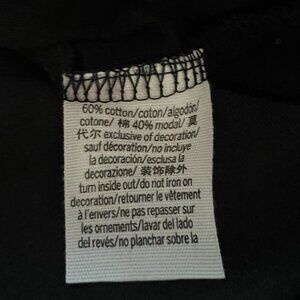 60% cotton/coton/algodón/
cotone/ 棉 40% modal/ 莫
代尔 exclusive of decoration/
sauf décoration/no incluye
la decoración/esclusa la
decorazione/ 装饰除外
turn inside out/do not iron on
decoration/retourner le vêtement
à l'envers/ne pas repasser sur
les ornements/lavar del lado
del revés/no planchar sobre la